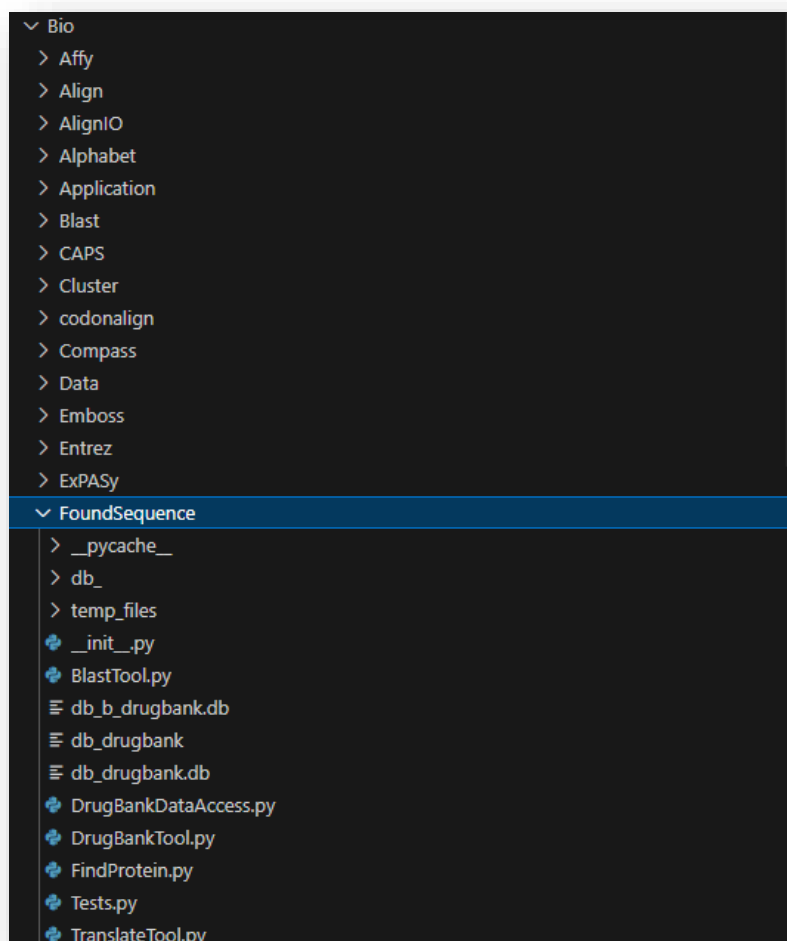 Bio
Affy
Align
AlignIO
Alphabet
Application
Blast
CAPS
Cluster
codonalign
Compass
Data
Emboss
Entrez
ExPASy
FoundSequence
__pycache__
db_
temp_files
__init__.py
BlastTool.py
db_b_drugbank.db
db_drugbank
db_drugbank.db
DrugBankDataAccess.py
DrugBankTool.py
FindProtein.py
Tests.py
TranslateTool.py